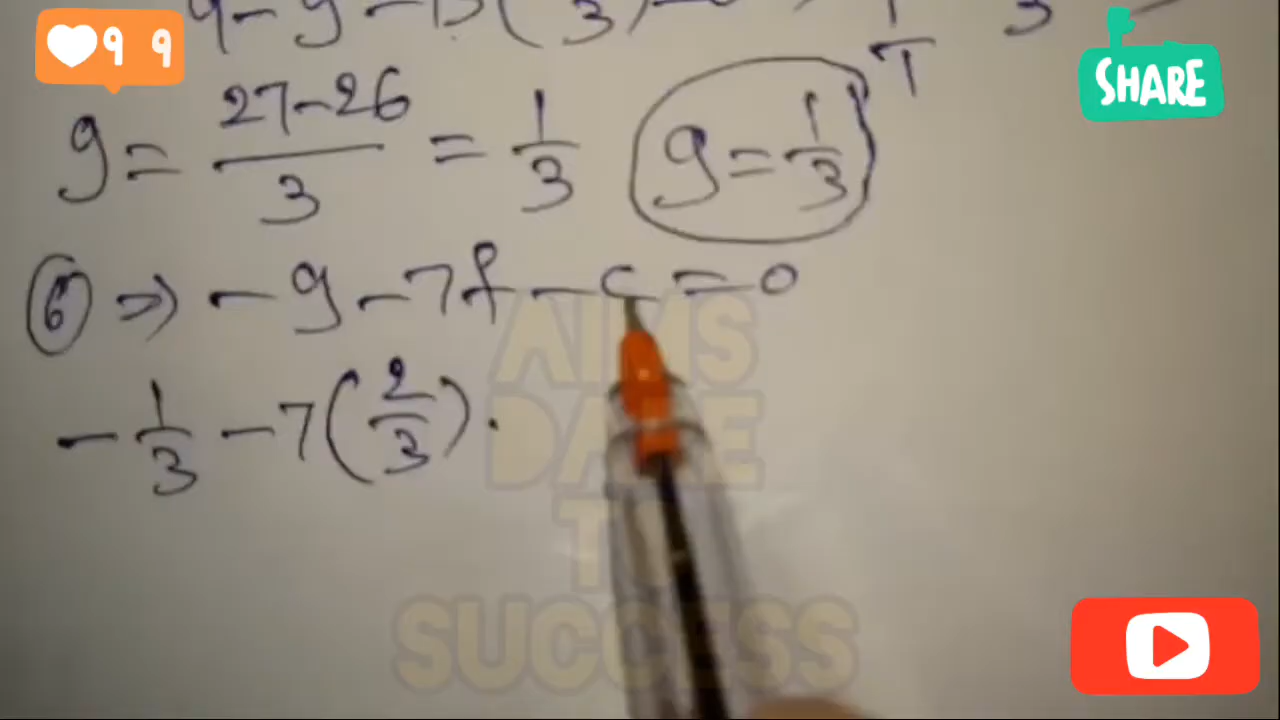 9 9
SHARE
g = 27-26/3 = 1/3 g = 1/3
⑥ ⇒ -g - 7f - c = 0
-1/3 - 7(2/3).
AIMS
DARE
TO
SUCCESS